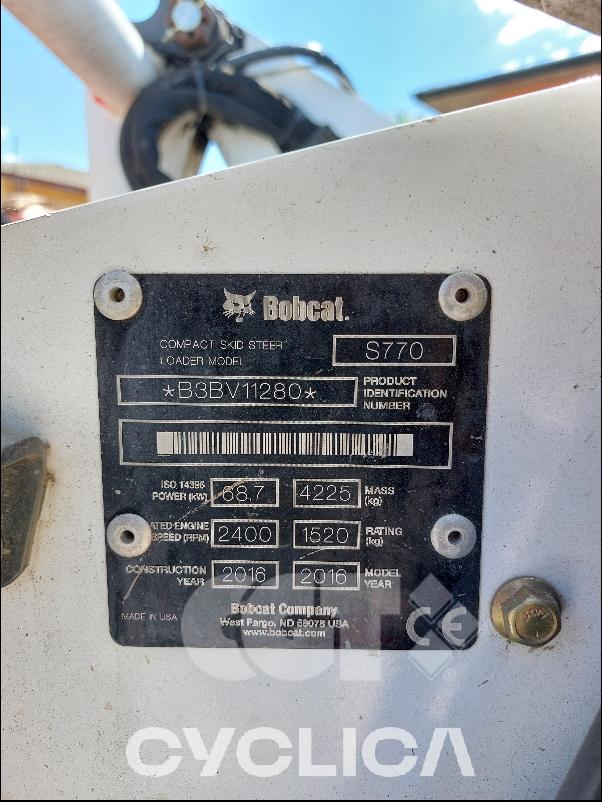 Bobcat.
COMPACT SKID STEER
LOADER MODEL
S770
*B3BV11280*
PRODUCT
IDENTIFICATION
NUMBER
ISO 14396
POWER (KW)
68.7
4225
MASS
(kg)
ATED ENGINE
SPEED (RPM)
2400
1520
RATING
(kg)
CONSTRUCTION
YEAR
2016
2016
MODEL
YEAR
MADE IN USA
Bobcat Company
West Fargo, ND 58078 USA
www.bobcat.com
CE
CGT
CYCLICA